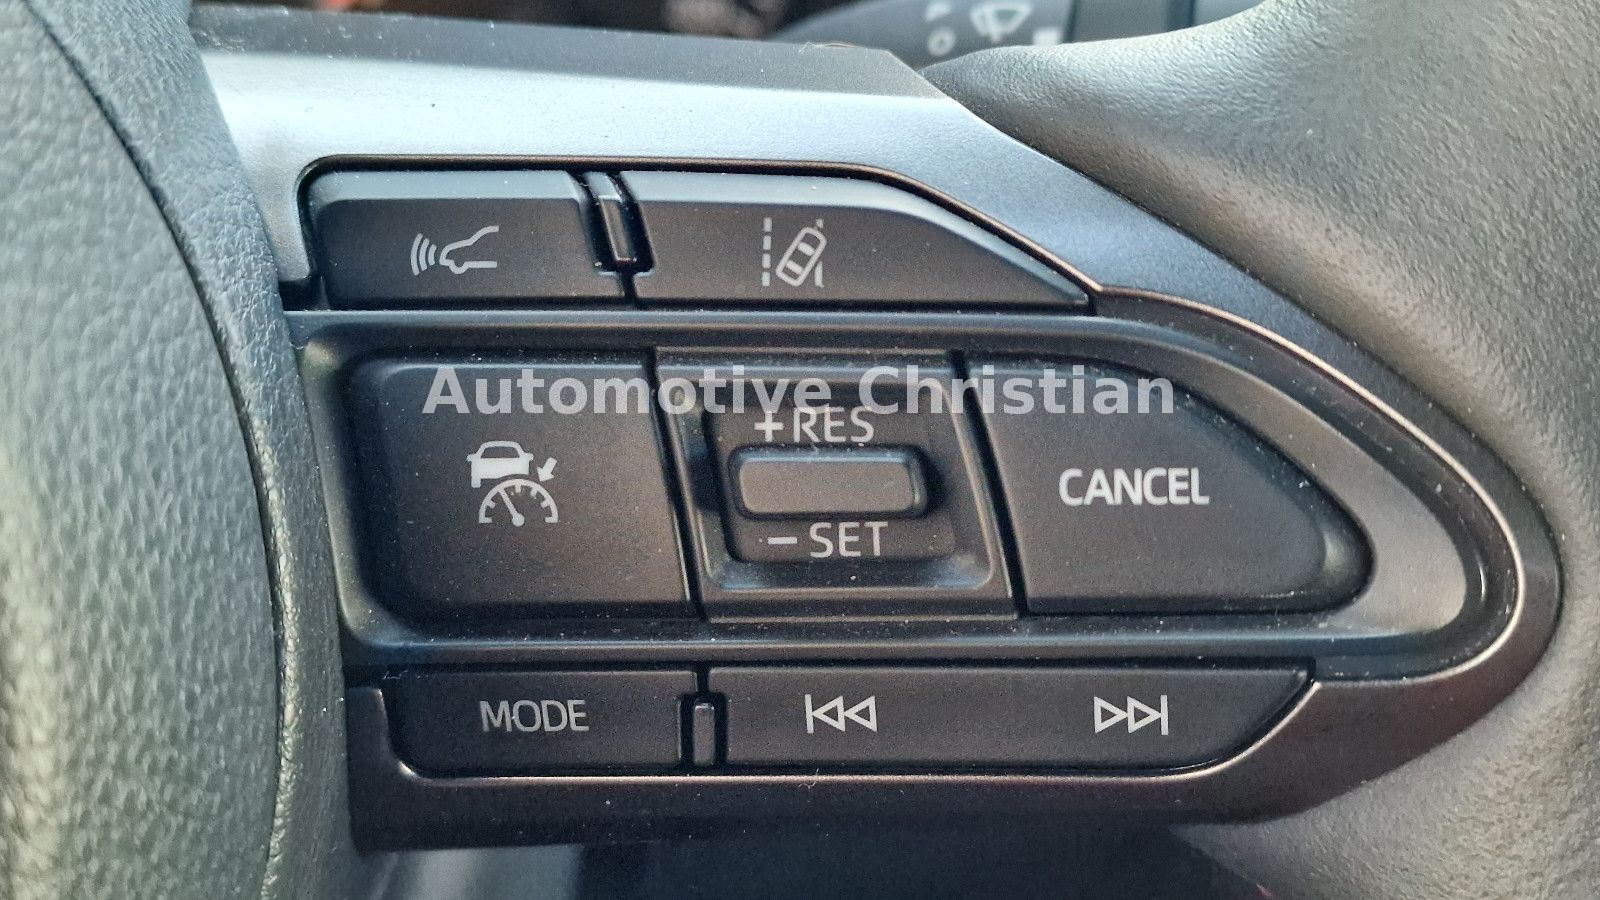 Automotive Christian
+RES
CANCEL
- SET
MODE